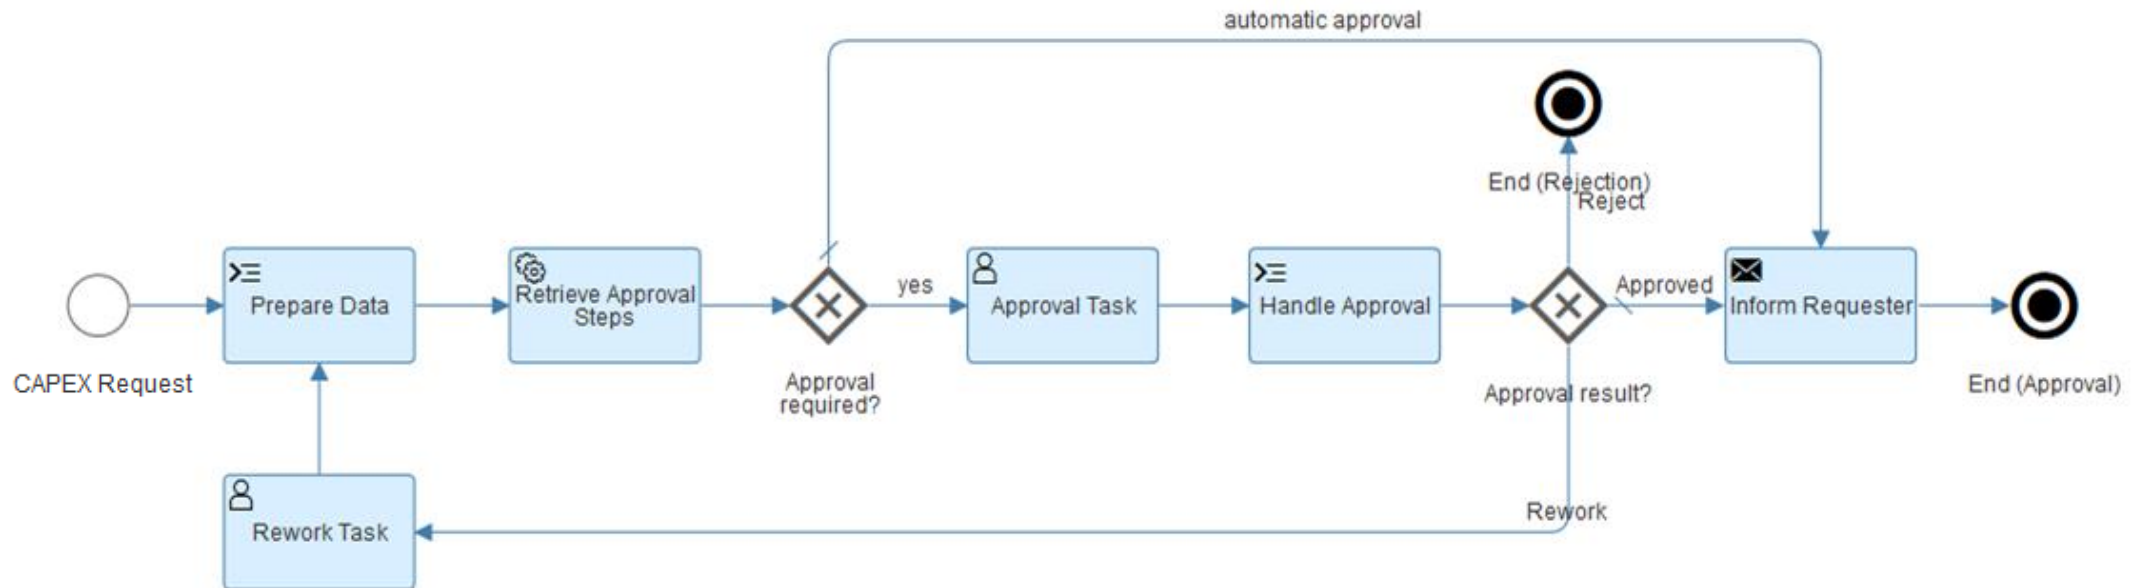 automatic approval
End (Rejection)
Reject
Prepare Data
Retrieve Approval
Steps
yes
Approval Task
Handle Approval
Approved
Inform Requester
CAPEX Request
Approval
required?
Approval result?
End (Approval)
Rework Task
Rework